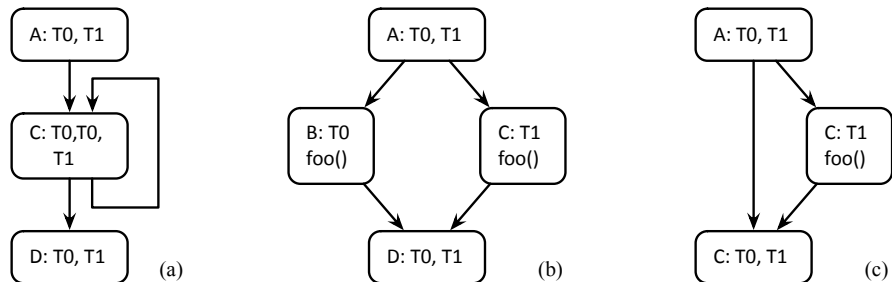 A: T0, T1
C: T0,T0,
T1
D: T0, T1
(a)
A: T0, T1
B: T0
foo()
C: T1
foo()
D: T0, T1
(b)
A: T0, T1
C: T1
foo()
C: T0, T1
(c)